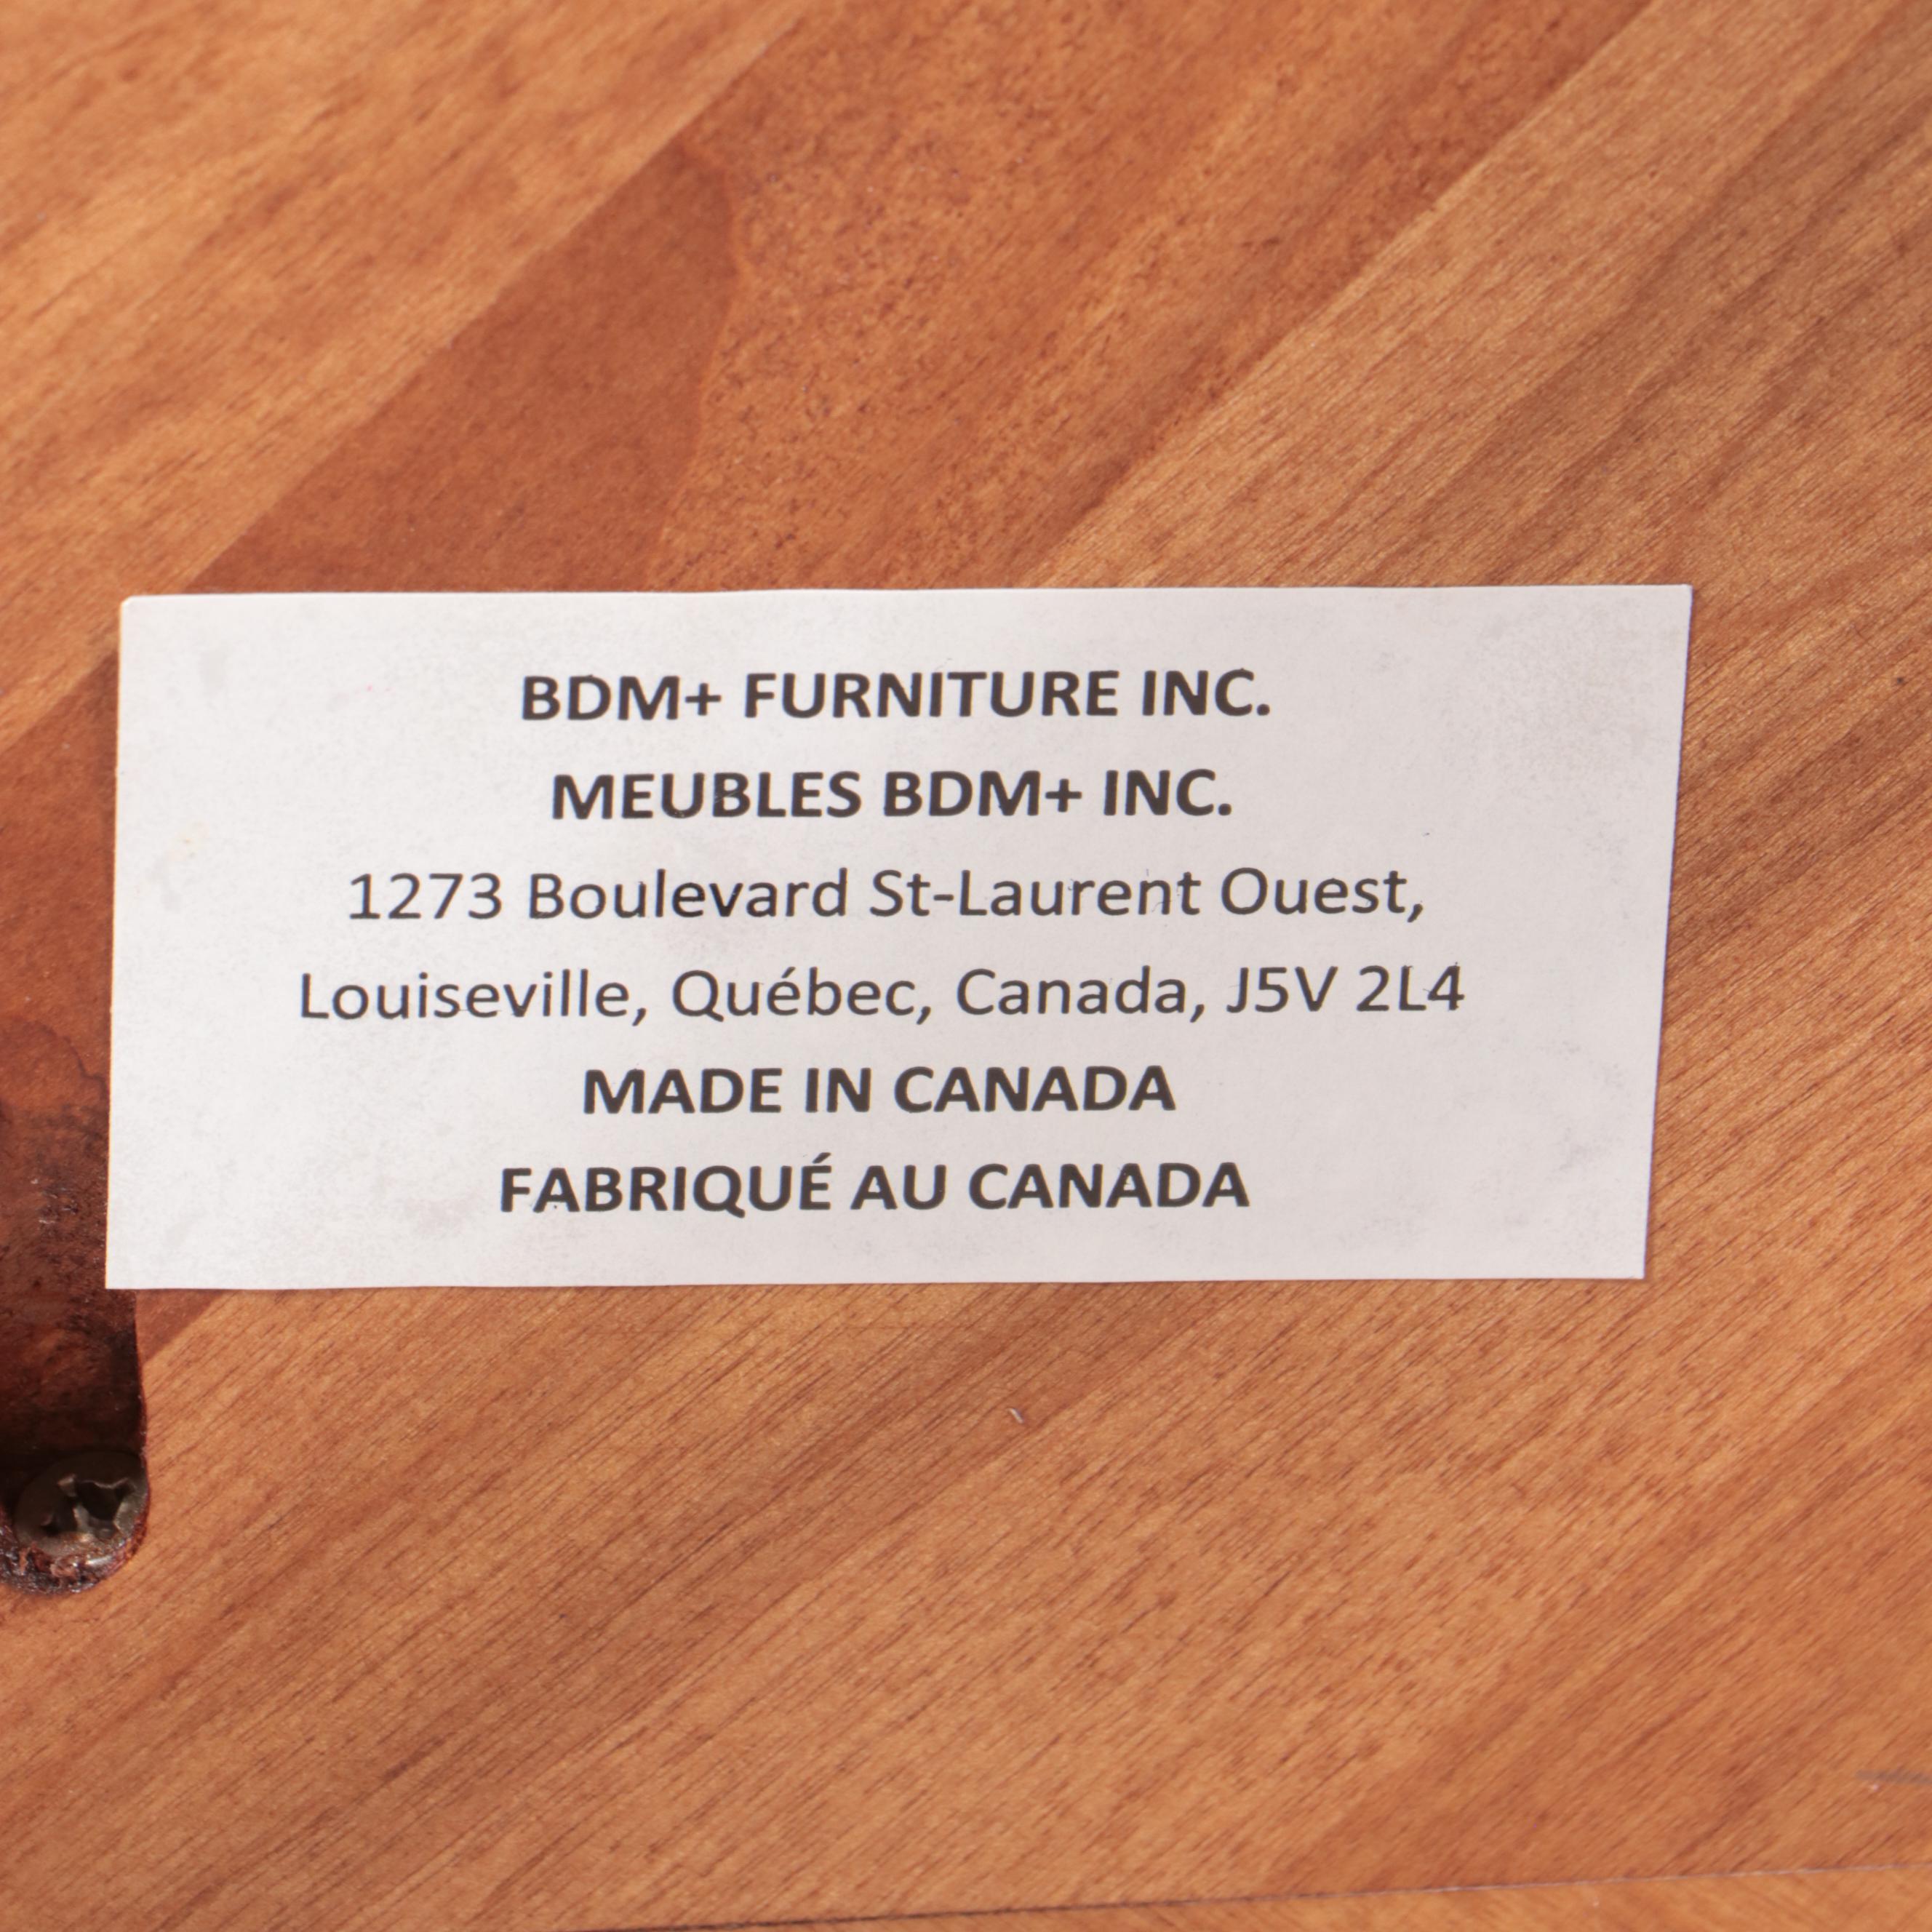 BDM+ FURNITURE INC.
MEUBLES BDM+ INC.
1273 Boulevard St-Laurent Ouest,
Louiseville, Québec, Canada, J5V 2L4
MADE IN CANADA
FABRIQUÉ AU CANADA